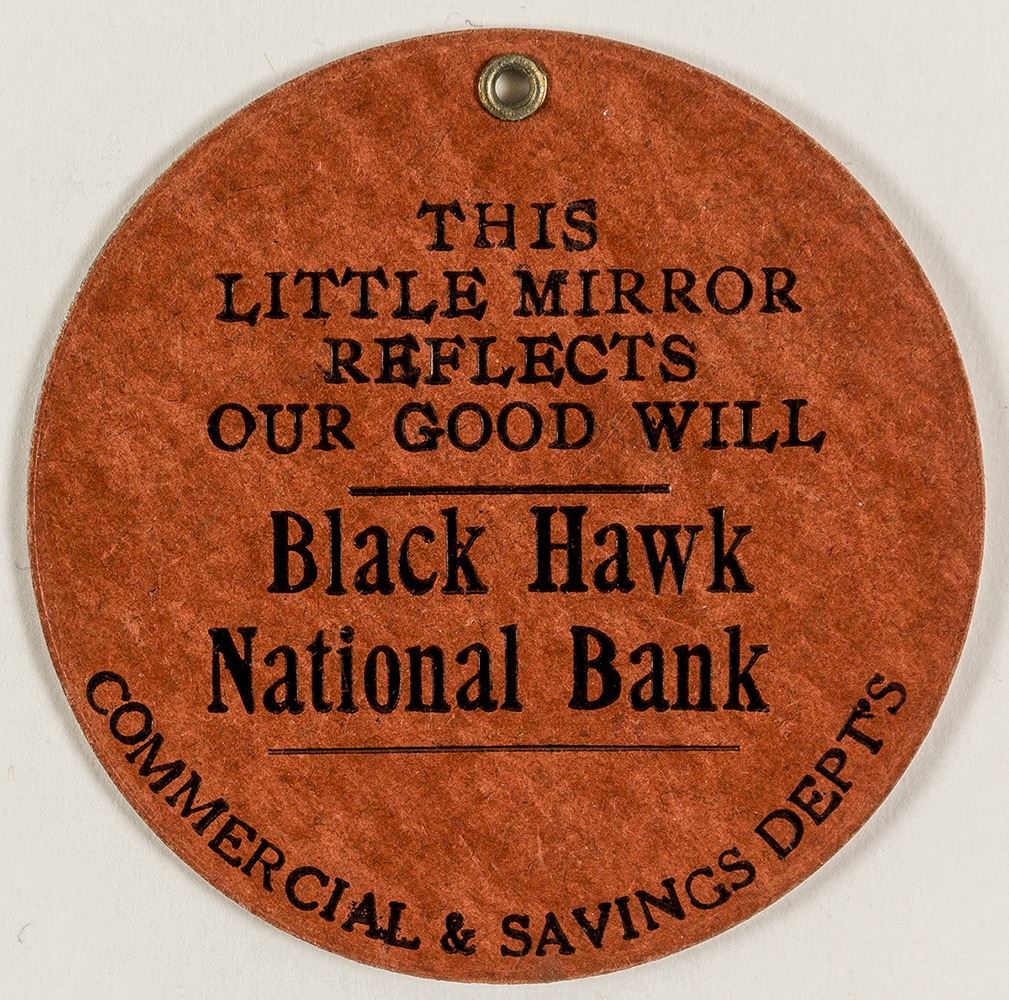 THIS
LITTLE MIRROR
REFLECTS
OUR GOOD WILL
Black Hawk
National Bank
COMMERCIAL & SAVINGS DEPT'S